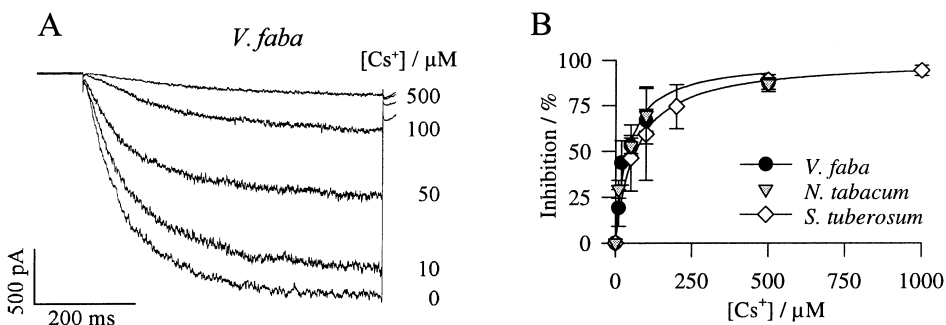 A
V. faba
[Cs⁺] / μM
500
100
50
10
0
500 pA
200 ms
B
Inhibition / %
100
75
50
25
0
V. faba
N. tabacum
S. tuberosum
0 250 500 750 1000
[Cs⁺] / μM